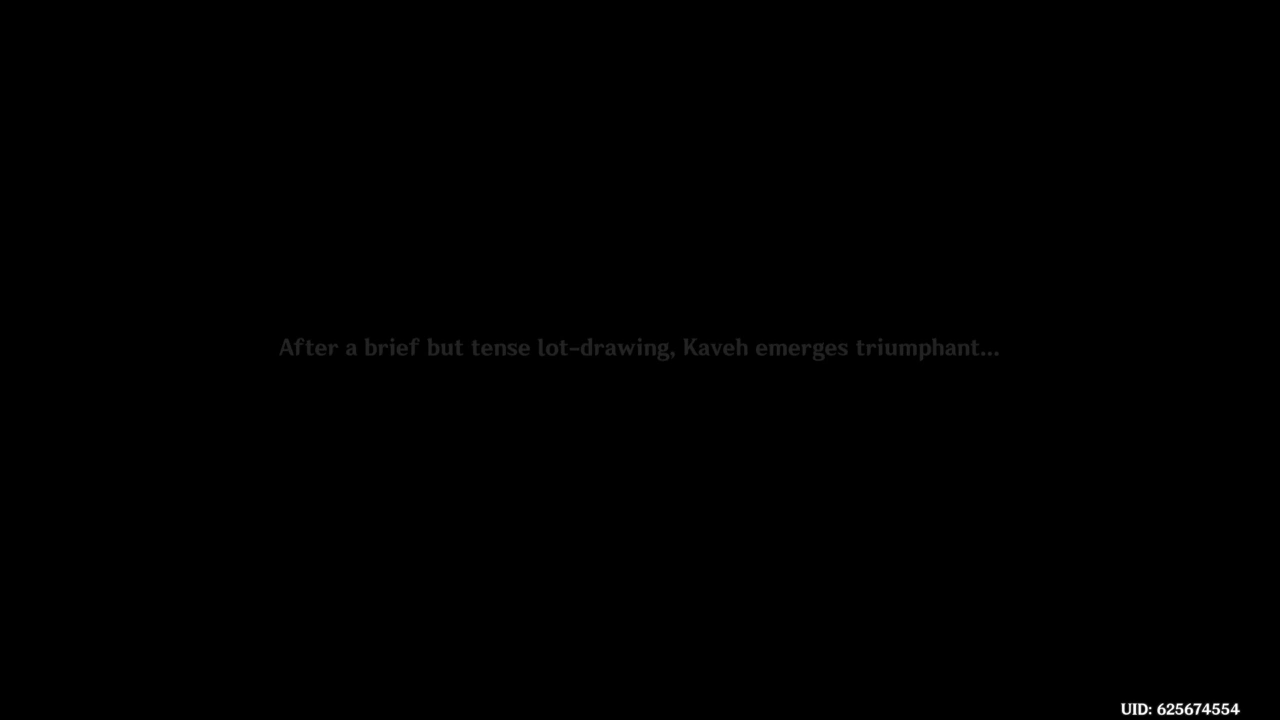 After a brief but tense lot-drawing, Kaveh emerges triumphant...
UID: 625674554